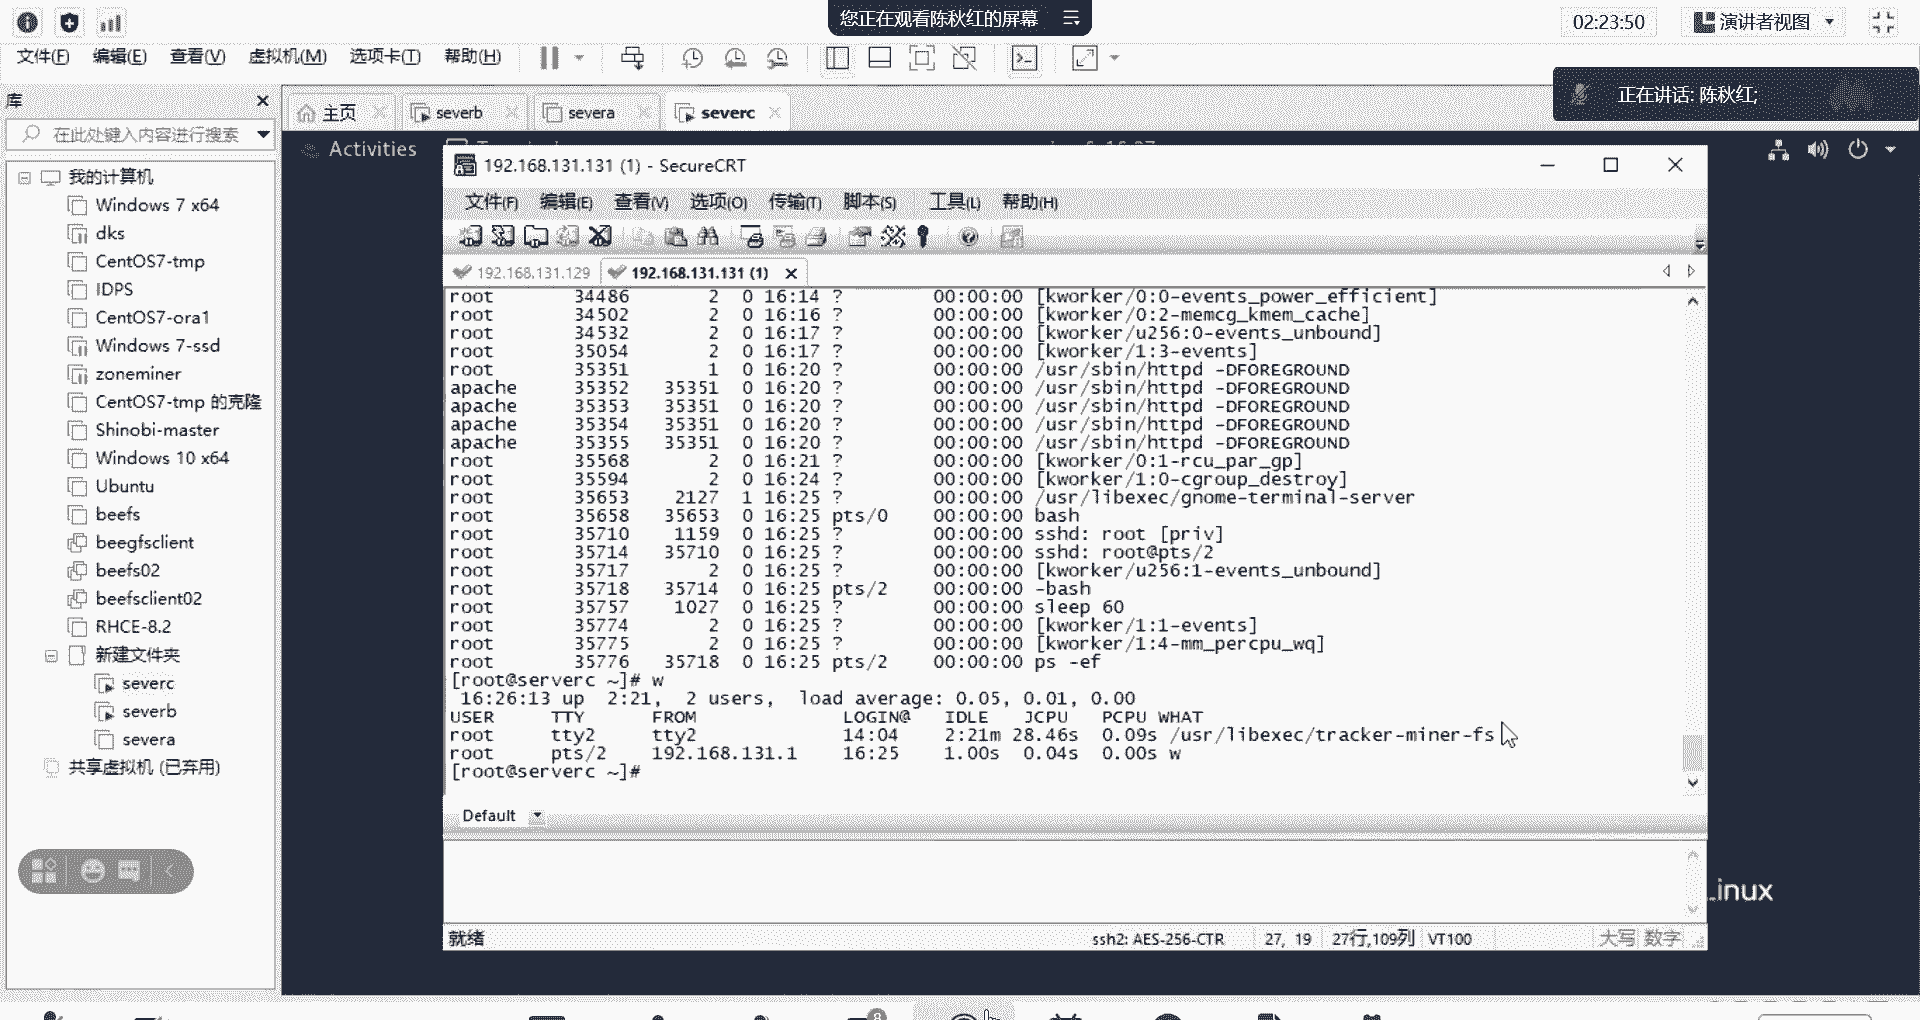 您正在观看陈秋红的屏幕
02:23:50
演讲者视图
文件(F) 编辑(E) 查看(V) 虚拟机(M) 选项卡(T) 帮助(H)
正在讲话: 陈秋红;
库
在此处键入内容进行搜索
主页 severb severa severc
我的计算机
Windows 7 x64
dks
CentOS7-tmp
IDPS
CentOS7-ora1
Windows 7-ssd
zoneminer
CentOS7-tmp 的克隆
Shinobi-master
Windows 10 x64
Ubuntu
beefs
beegfsclient
beefs02
beefsclient02
RHCE-8.2
新建文件夹
severc
severb
severa
共享虚拟机 (已弃用)
Activities
192.168.131.131 (1) - SecureCRT
文件(F) 编辑(E) 查看(V) 选项(O) 传输(T) 脚本(S) 工具(L) 帮助(H)
192.168.131.129 192.168.131.131 (1)
root 34486 2 0 16:14 ? 00:00:00 [kworker/0:0-events_power_efficient]
root 34502 2 0 16:16 ? 00:00:00 [kworker/0:2-memcg_kmem_cache]
root 34532 2 0 16:17 ? 00:00:00 [kworker/u256:0-events_unbound]
root 35054 2 0 16:17 ? 00:00:00 [kworker/1:3-events]
root 35351 1 0 16:20 ? 00:00:00 /usr/sbin/httpd -DFOREGROUND
apache 35352 35351 0 16:20 ? 00:00:00 /usr/sbin/httpd -DFOREGROUND
apache 35353 35351 0 16:20 ? 00:00:00 /usr/sbin/httpd -DFOREGROUND
apache 35354 35351 0 16:20 ? 00:00:00 /usr/sbin/httpd -DFOREGROUND
apache 35355 35351 0 16:20 ? 00:00:00 /usr/sbin/httpd -DFOREGROUND
root 35568 2 0 16:21 ? 00:00:00 [kworker/0:1-rcu_par_gp]
root 35594 2 0 16:24 ? 00:00:00 [kworker/1:0-cgroup_destroy]
root 35653 2127 1 16:25 ? 00:00:00 /usr/libexec/gnome-terminal-server
root 35658 35653 0 16:25 pts/0 00:00:00 bash
root 35710 1159 0 16:25 ? 00:00:00 sshd: root [priv]
root 35714 35710 0 16:25 ? 00:00:00 sshd: root@pts/2
root 35717 2 0 16:25 ? 00:00:00 [kworker/u256:1-events_unbound]
root 35718 35714 0 16:25 pts/2 00:00:00 -bash
root 35757 1027 0 16:25 ? 00:00:00 sleep 60
root 35774 2 0 16:25 ? 00:00:00 [kworker/1:1-events]
root 35775 2 0 16:25 ? 00:00:00 [kworker/1:4-mm_percpu_wq]
root 35776 35718 0 16:25 pts/2 00:00:00 ps -ef
[root@serverc ~]# w
16:26:13 up 2:21, 2 users, load average: 0.05, 0.01, 0.00
USER TTY FROM LOGIN@ IDLE JCPU PCPU WHAT
root tty2 tty2 14:04 2:21m 28.46s 0.09s /usr/libexec/tracker-miner-fs
root pts/2 192.168.131.1 16:25 1.00s 0.04s 0.00s w
[root@serverc ~]#
Default
inux
就绪 ssh2: AES-256-CTR 27, 19 27行,109列 VT100 大写 数字
8